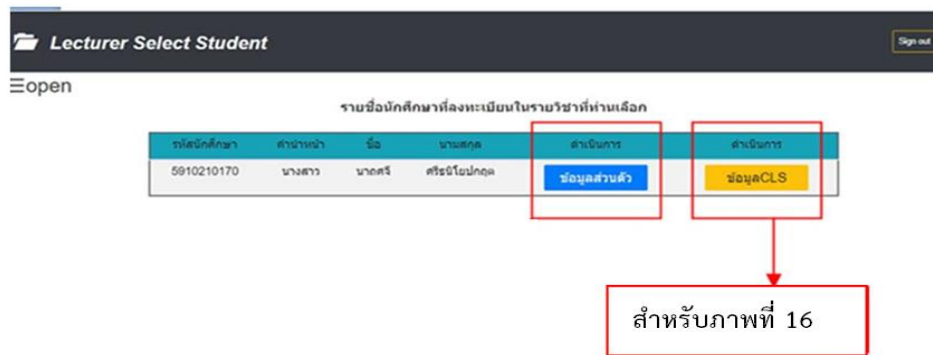 Lecturer Select Student
Sign out
☰open
รายชื่อนักศึกษาที่ลงทะเบียนในรายวิชาที่ท่านเลือก
รหัสนักศึกษา คำนำหน้า ชื่อ นามสกุล ดำเนินการ ดำเนินการ
5910210170 นางสาว ข้อมูลส่วนตัว ข้อมูลCLS
สำหรับภาพที่ 16